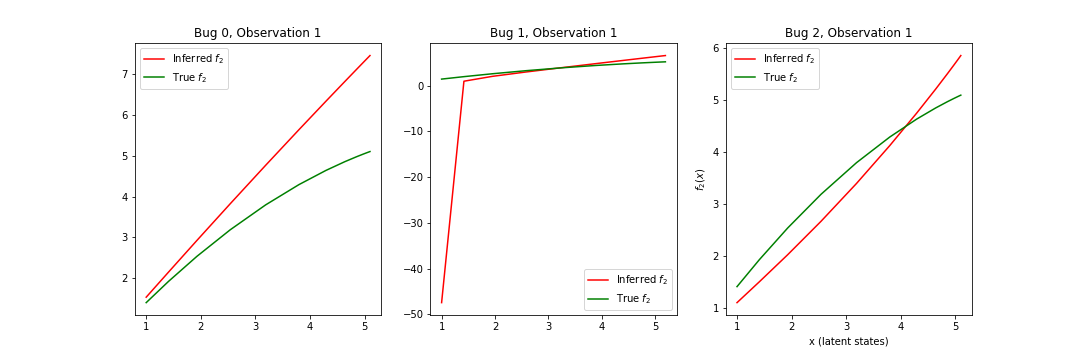 Bug 0, Observation 1
Inferred f₂
True f₂
7
6
5
4
3
2
1 2 3 4 5
Bug 1, Observation 1
0
−10
−20
−30
−40
−50
Inferred f₂
True f₂
1 2 3 4 5
Bug 2, Observation 1
Inferred f₂
True f₂
f₂(x)
6
5
4
3
2
1
1 2 3 4 5
x (latent states)